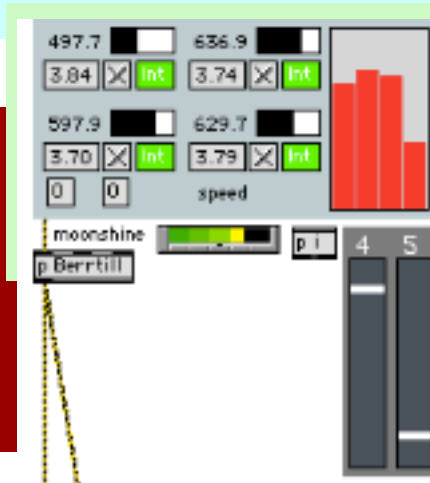 497.7 636.9
3.84 Int 3.74 Int
597.9 629.7
3.70 Int 3.79 Int
0 0 speed
moonshine
p i 4 5
p Berntill